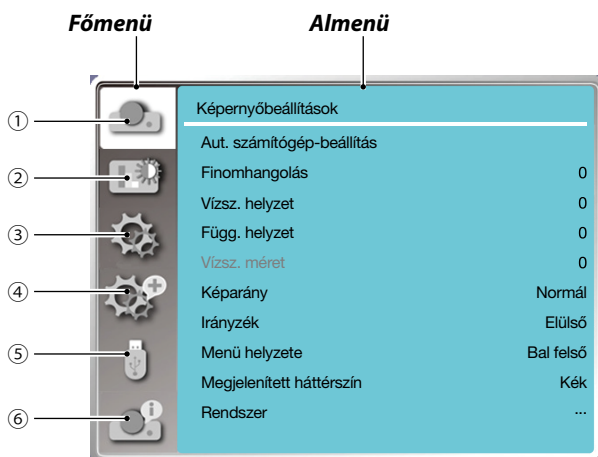 Főmenü Almenü
Képernyőbeállítások
① Aut. számítógép-beállítás
② Finomhangolás 0
Vízsz. helyzet 0
③ Függ. helyzet 0
Vízsz. méret 0
④ Képarány Normál
Irányzék Elülső
⑤ Menü helyzete Bal felső
Megjelenített háttérszín Kék
⑥ Rendszer ...